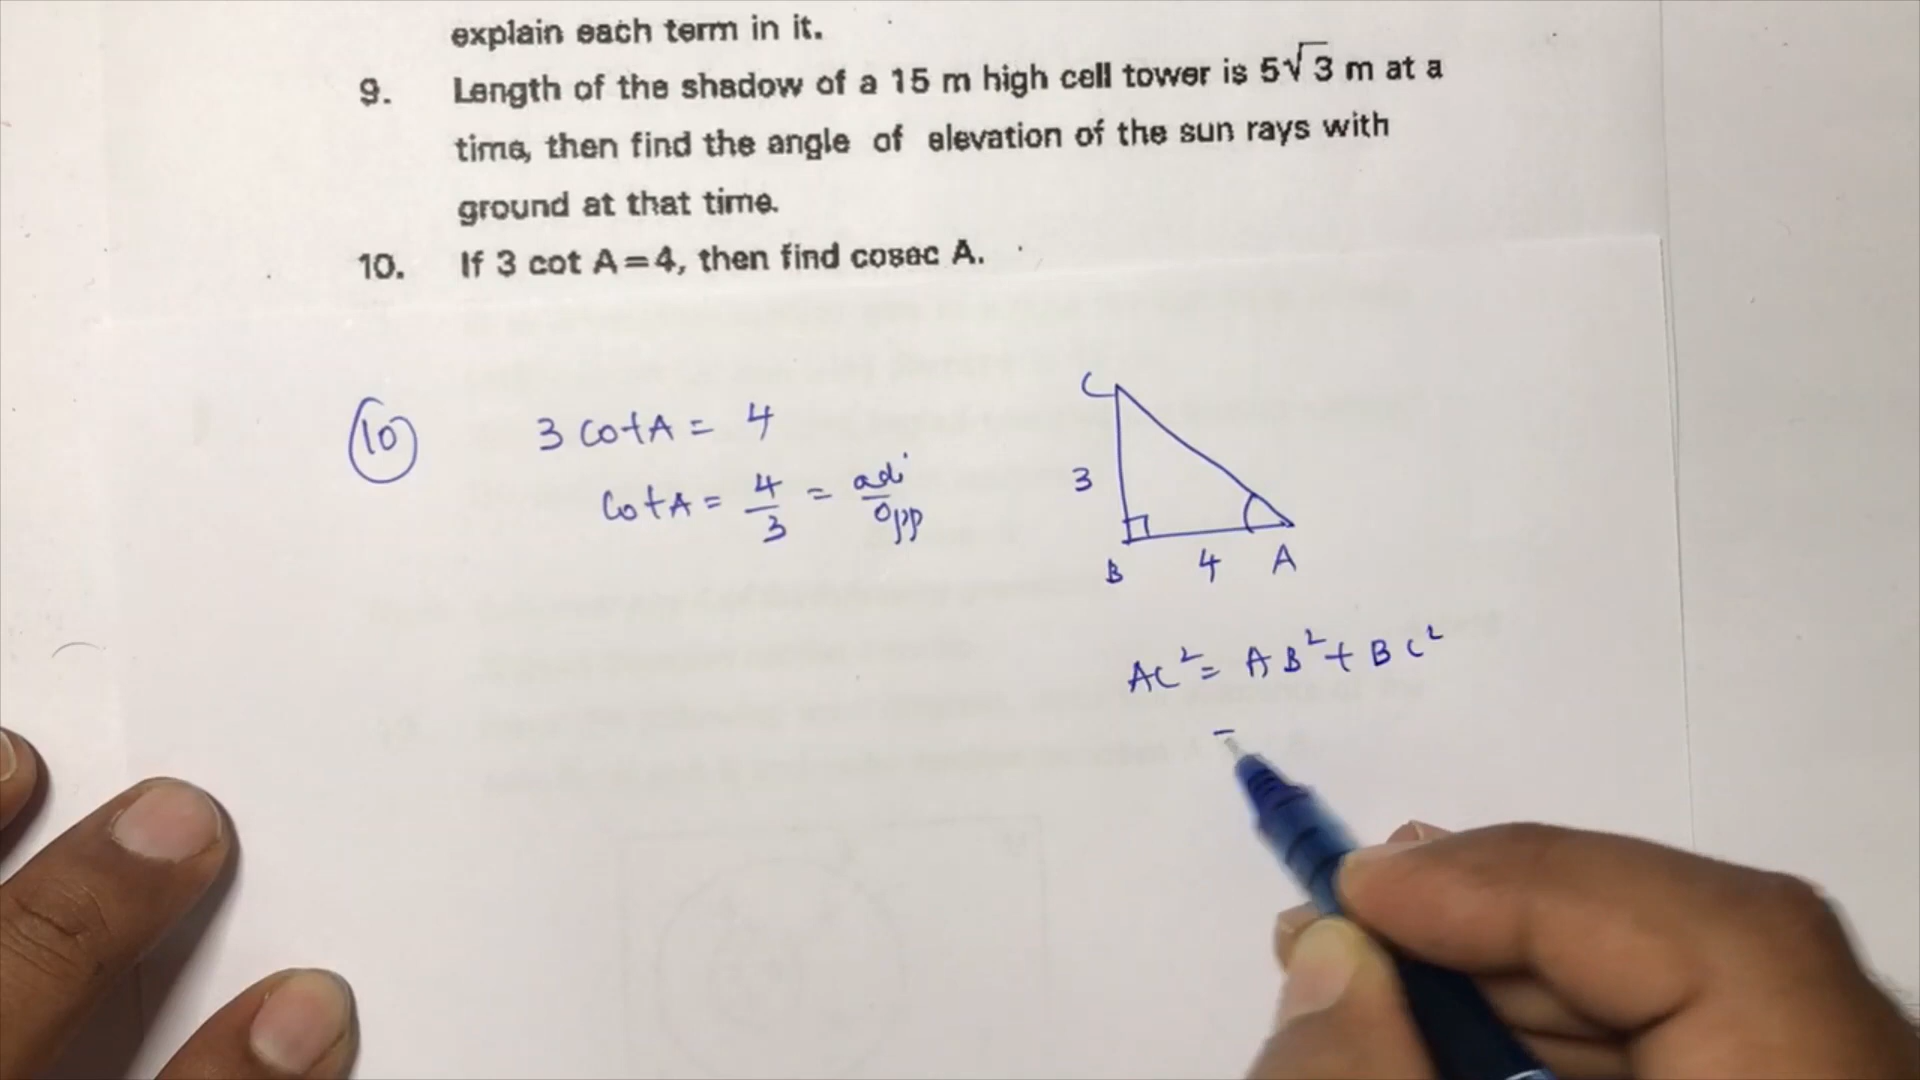 explain each term in it.
9. Length of the shadow of a 15 m high cell tower is 5√3 m at a
time, then find the angle of elevation of the sun rays with
ground at that time.
10. If 3 cot A=4, then find cosec A.
10 3 cotA = 4
cotA = 4/3 = adj/opp
C
3
B 4 A
AC² = AB² + BC²